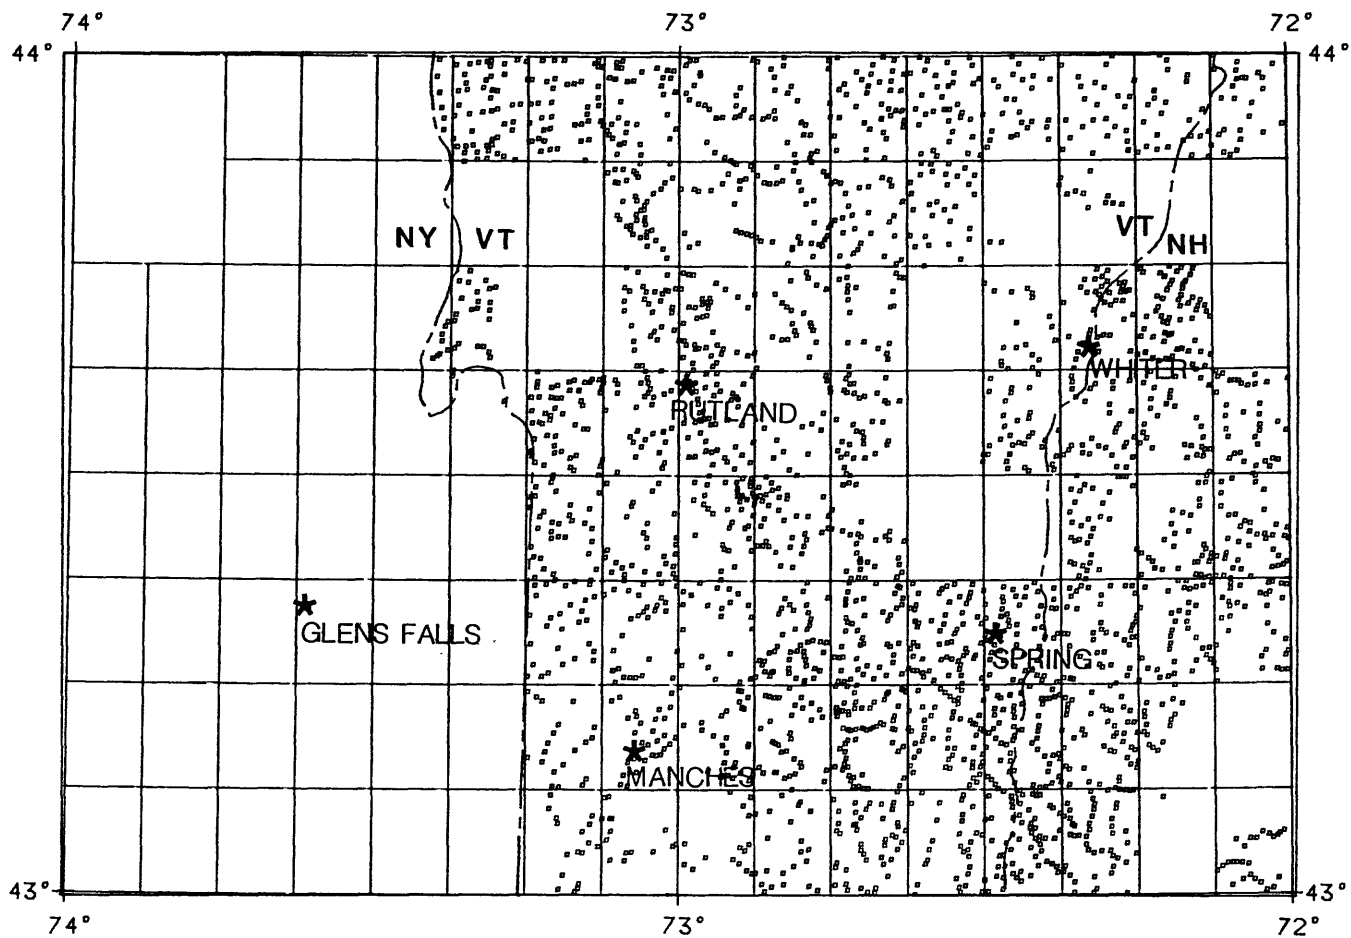 74° 73° 72°
44° 44°
NY VT
VT
NH
WHITER
RUTLAND
GLENS FALLS
SPRING
MANCHES
43° 43°
74° 73° 72°